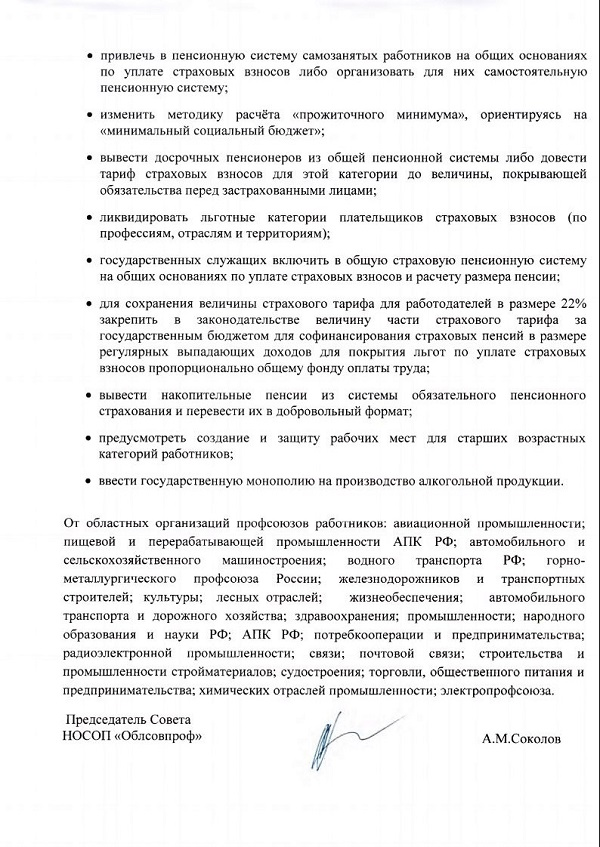 • привлечь в пенсионную систему самозанятых работников на общих основаниях
по уплате страховых взносов либо организовать для них самостоятельную
пенсионную систему;
• изменить методику расчёта «прожиточного минимума», ориентируясь на
«минимальный социальный бюджет»;
• вывести досрочных пенсионеров из общей пенсионной системы либо довести
тариф страховых взносов для этой категории до величины, покрывающей
обязательства перед застрахованными лицами;
• ликвидировать льготные категории плательщиков страховых взносов (по
профессиям, отраслям и территориям);
• государственных служащих включить в общую страховую пенсионную систему
на общих основаниях по уплате страховых взносов и расчету размера пенсии;
• для сохранения величины страхового тарифа для работодателей в размере 22%
закрепить в законодательстве величину части страхового тарифа за
государственным бюджетом для софинансирования страховых пенсий в размере
регулярных выпадающих доходов для покрытия льгот по уплате страховых
взносов пропорционально общему фонду оплаты труда;
• вывести накопительные пенсии из системы обязательного пенсионного
страхования и перевести их в добровольный формат;
• предусмотреть создание и защиту рабочих мест для старших возрастных
категорий работников;
• ввести государственную монополию на производство алкогольной продукции.
От областных организаций профсоюзов работников: авиационной промышленности;
пищевой и перерабатывающей промышленности АПК РФ; автомобильного и
сельскохозяйственного машиностроения; водного транспорта РФ; горно-
металлургического профсоюза России; железнодорожников и транспортных
строителей; культуры; лесных отраслей; жизнеобеспечения; автомобильного
транспорта и дорожного хозяйства; здравоохранения; промышленности; народного
образования и науки РФ; АПК РФ; потребкооперации и предпринимательства;
радиоэлектронной промышленности; связи; почтовой связи; строительства и
промышленности стройматериалов; судостроения; торговли, общественного питания и
предпринимательства; химических отраслей промышленности; электропрофсоюза.
Председатель Совета
НОСОП «Облсовпроф» А.М.Соколов